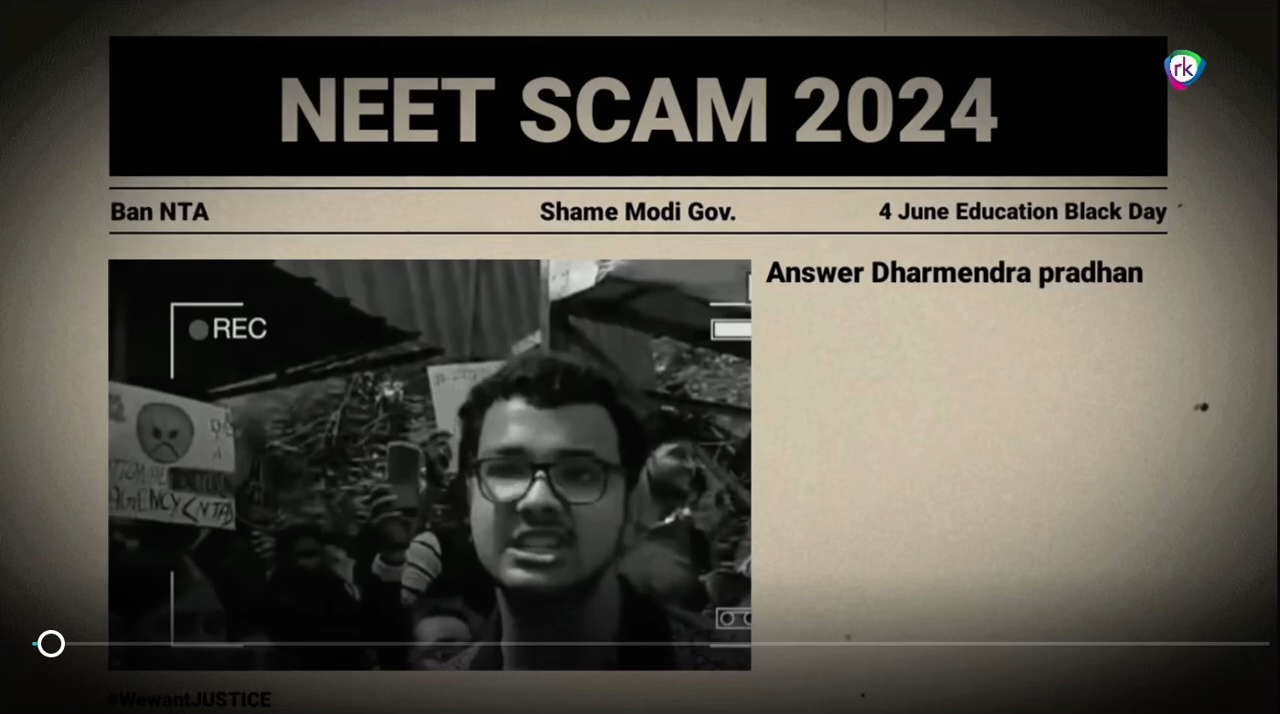 rk
NEET SCAM 2024
Ban NTA
Shame Modi Gov.
4 June Education Black Day
Answer Dharmendra pradhan
REC
AGENCY
#WewantJUSTICE